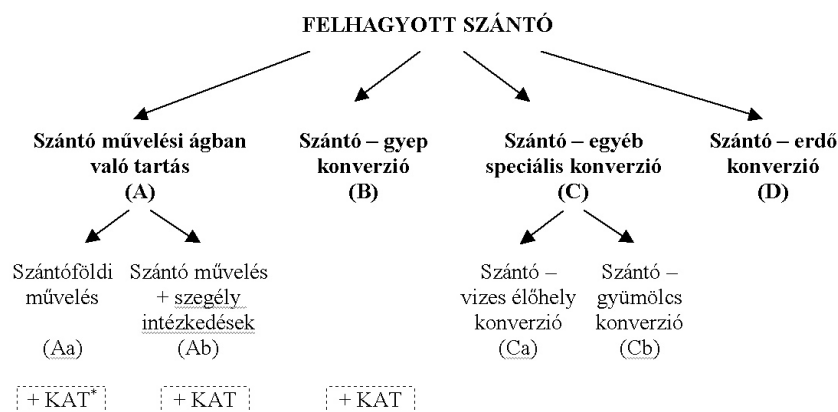 FELHAGYOTT SZÁNTÓ
Szántó művelési ágban
való tartás
(A)
Szántó – gyep
konverzió
(B)
Szántó – egyéb
speciális konverzió
(C)
Szántó – erdő
konverzió
(D)
Szántóföldi
művelés
(Aa)
Szántó művelés
+ szegély
intézkedések
(Ab)
Szántó –
vizes élőhely
konverzió
(Ca)
Szántó –
gyümölcs
konverzió
(Cb)
+ KAT*
+ KAT
+ KAT